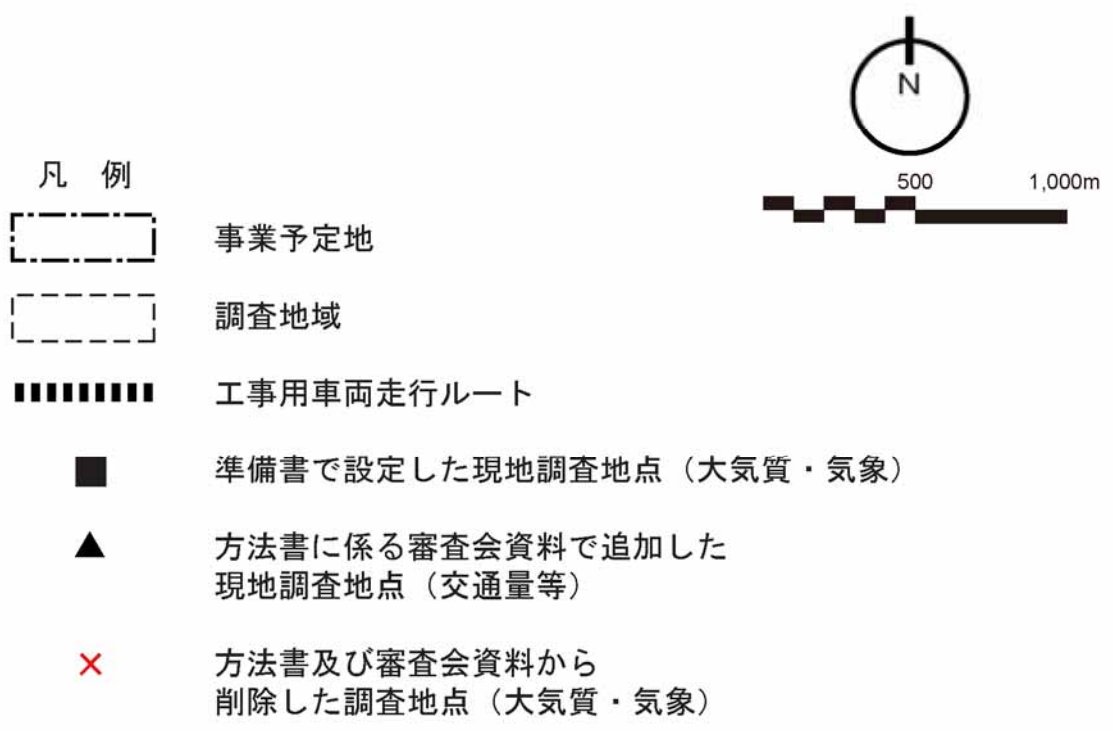 N
500 1,000m
凡 例
事業予定地
調査地域
工事用車両走行ルート
準備書で設定した現地調査地点（大気質・気象）
方法書に係る審査会資料で追加した
現地調査地点（交通量等）
方法書及び審査会資料から
削除した調査地点（大気質・気象）